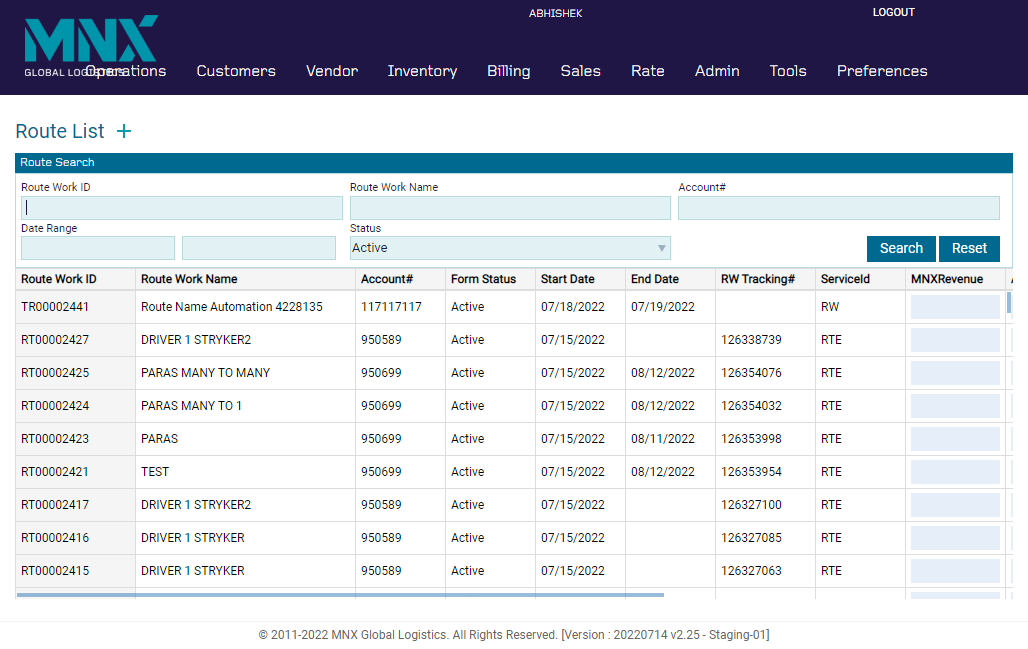 ABHISHEK
LOGOUT
MNX
GLOBAL LOGISTICS
Operations Customers Vendor Inventory Billing Sales Rate Admin Tools Preferences
Route List +
Route Search
Route Work ID Route Work Name Account#
Date Range Status
Active
Search Reset
Route Work ID Route Work Name Account# Form Status Start Date End Date RW Tracking# ServiceId MNXRevenue
TR00002441 Route Name Automation 4228135 117117117 Active 07/18/2022 07/19/2022 RW
RT00002427 DRIVER 1 STRYKER2 950589 Active 07/15/2022 126338739 RTE
RT00002425 PARAS MANY TO MANY 950699 Active 07/15/2022 08/12/2022 126354076 RTE
RT00002424 PARAS MANY TO 1 950699 Active 07/15/2022 08/12/2022 126354032 RTE
RT00002423 PARAS 950699 Active 07/15/2022 08/11/2022 126353998 RTE
RT00002421 TEST 950699 Active 07/15/2022 08/12/2022 126353954 RTE
RT00002417 DRIVER 1 STRYKER2 950589 Active 07/15/2022 126327100 RTE
RT00002416 DRIVER 1 STRYKER 950589 Active 07/15/2022 126327085 RTE
RT00002415 DRIVER 1 STRYKER 950589 Active 07/15/2022 126327063 RTE
© 2011-2022 MNX Global Logistics. All Rights Reserved. [Version : 20220714 v2.25 - Staging-01]